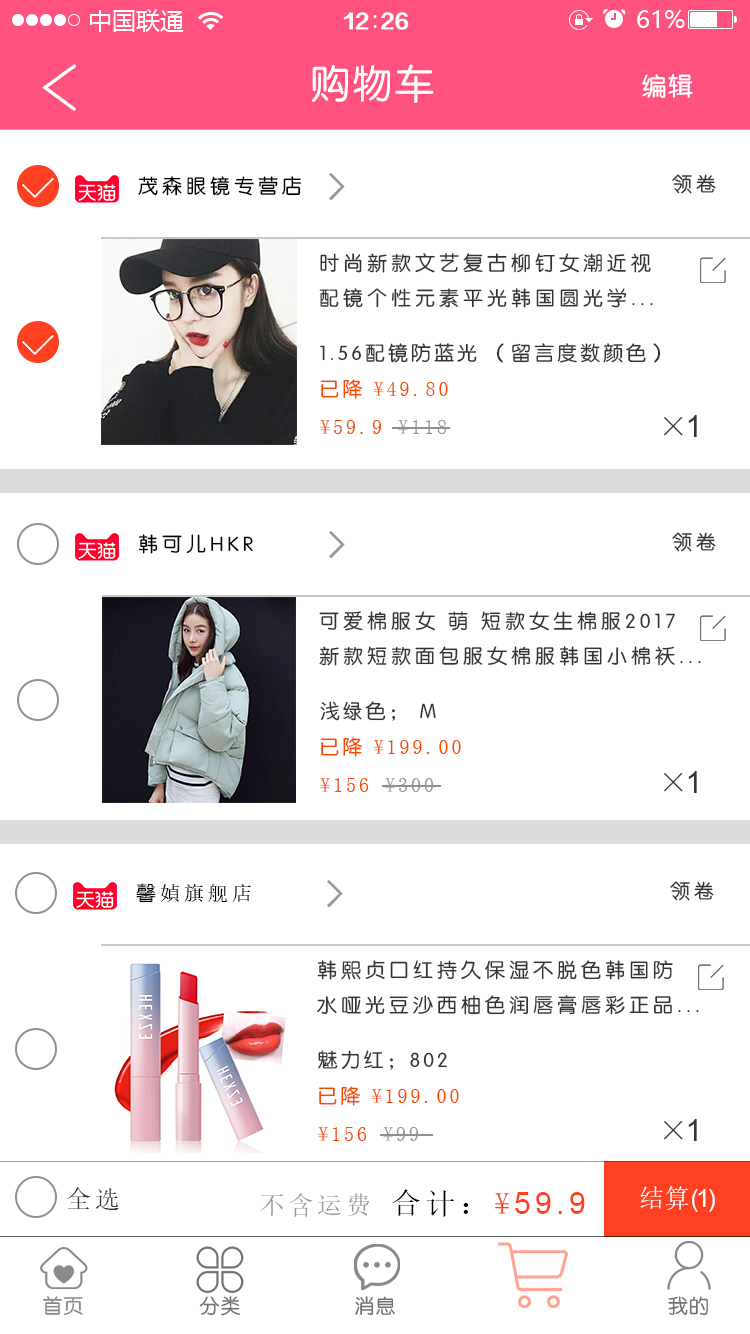 中国联通 12:26 61%
购物车 编辑
天猫 茂森眼镜专营店 领卷
时尚新款文艺复古柳钉女潮近视
配镜个性元素平光韩国圆光学...
1.56配镜防蓝光（留言度数颜色）
已降 ¥49.80
¥59.9 ¥118 ×1
天猫 韩可儿HKR 领卷
可爱棉服女 萌 短款女生棉服2017
新款短款面包服女棉服韩国小棉袄...
浅绿色； M
已降 ¥199.00
¥156 ¥300 ×1
天猫 馨媜旗舰店 领卷
韩熙贞口红持久保湿不脱色韩国防
水哑光豆沙西柚色润唇膏唇彩正品...
HEXZE
HEXZE
魅力红；802
已降 ¥199.00
¥156 ¥99 ×1
全选 不含运费 合计：¥59.9 结算(1)
首页 分类 消息 我的